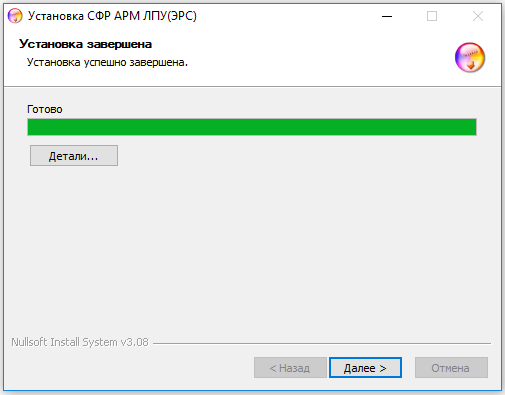 Установка СФР АРМ ЛПУ(ЭРС)
Установка завершена
Установка успешно завершена.
Готово
Детали...
Nullsoft Install System v3.08
< Назад
Далее >
Отмена